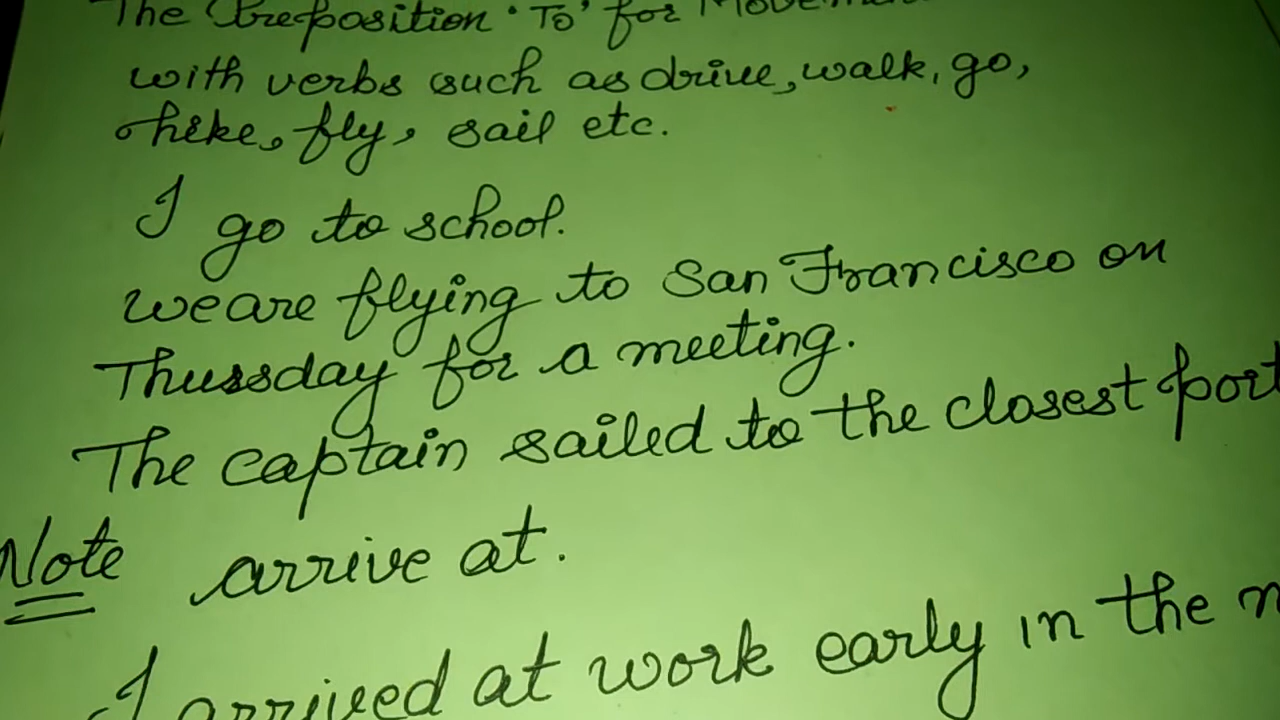 The Preposition 'To' for
with verbs such as drive, walk, go,
hike, fly, sail etc.
I go to school.
we are flying to San Francisco on
Thursday for a meeting.
The captain sailed to the closest port
Note arrive at.
I arrived at work early in the